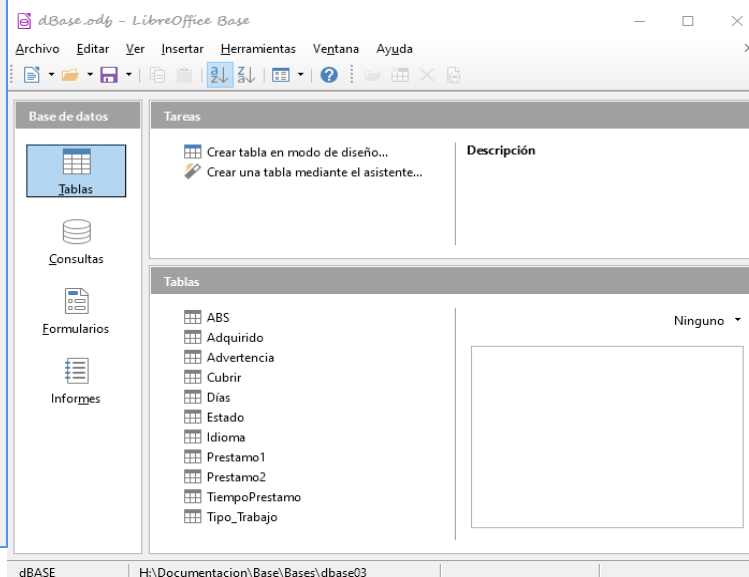 dBase.odb - LibreOffice Base
Archivo Editar Ver Insertar Herramientas Ventana Ayuda
Base de datos
Tablas
Consultas
Formularios
Informes
Tareas
Crear tabla en modo de diseño...
Crear una tabla mediante el asistente...
Descripción
Tablas
ABS
Adquirido
Advertencia
Cubrir
Días
Estado
Idioma
Prestamo1
Prestamo2
TiempoPrestamo
Tipo_Trabajo
Ninguno
dBASE H:\Documentacion\Base\Bases\dbase03